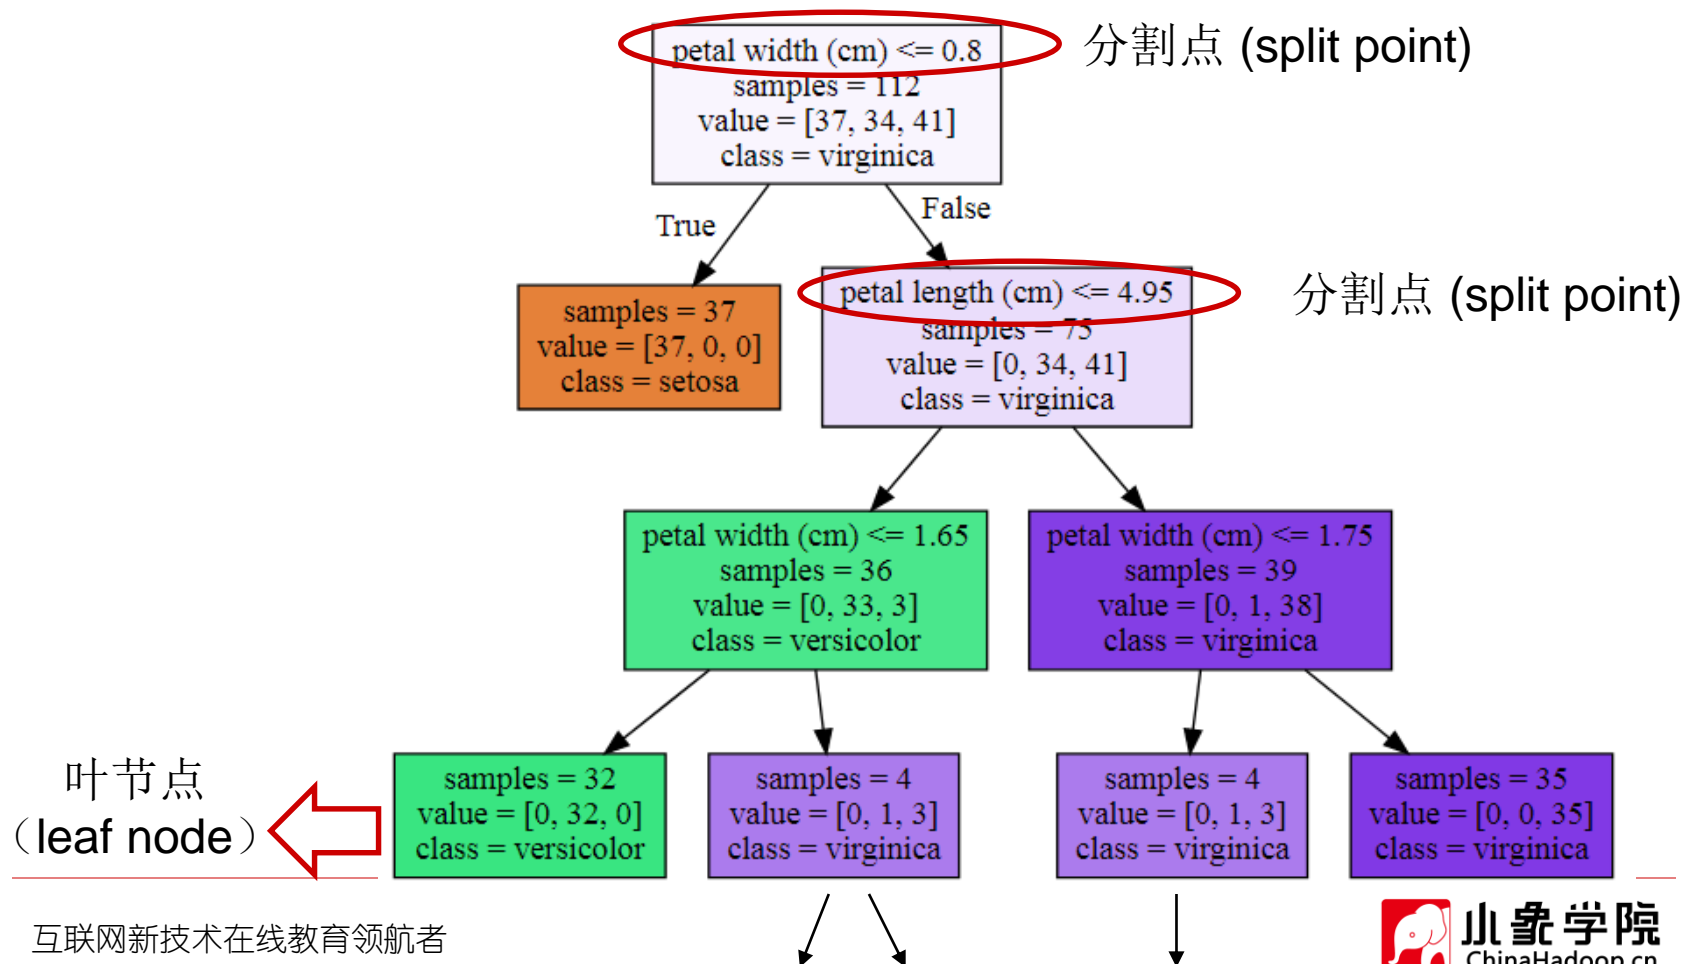 petal width (cm) <= 0.8
samples = 112
value = [37, 34, 41]
class = virginica
分割点 (split point)
True
False
samples = 37
value = [37, 0, 0]
class = setosa
petal length (cm) <= 4.95
samples = 75
value = [0, 34, 41]
class = virginica
分割点 (split point)
petal width (cm) <= 1.65
samples = 36
value = [0, 33, 3]
class = versicolor
petal width (cm) <= 1.75
samples = 39
value = [0, 1, 38]
class = virginica
叶节点
（leaf node）
samples = 32
value = [0, 32, 0]
class = versicolor
samples = 4
value = [0, 1, 3]
class = virginica
samples = 4
value = [0, 1, 3]
class = virginica
samples = 35
value = [0, 0, 35]
class = virginica
互联网新技术在线教育领航者
小象学院
ChinaHadoop.cn